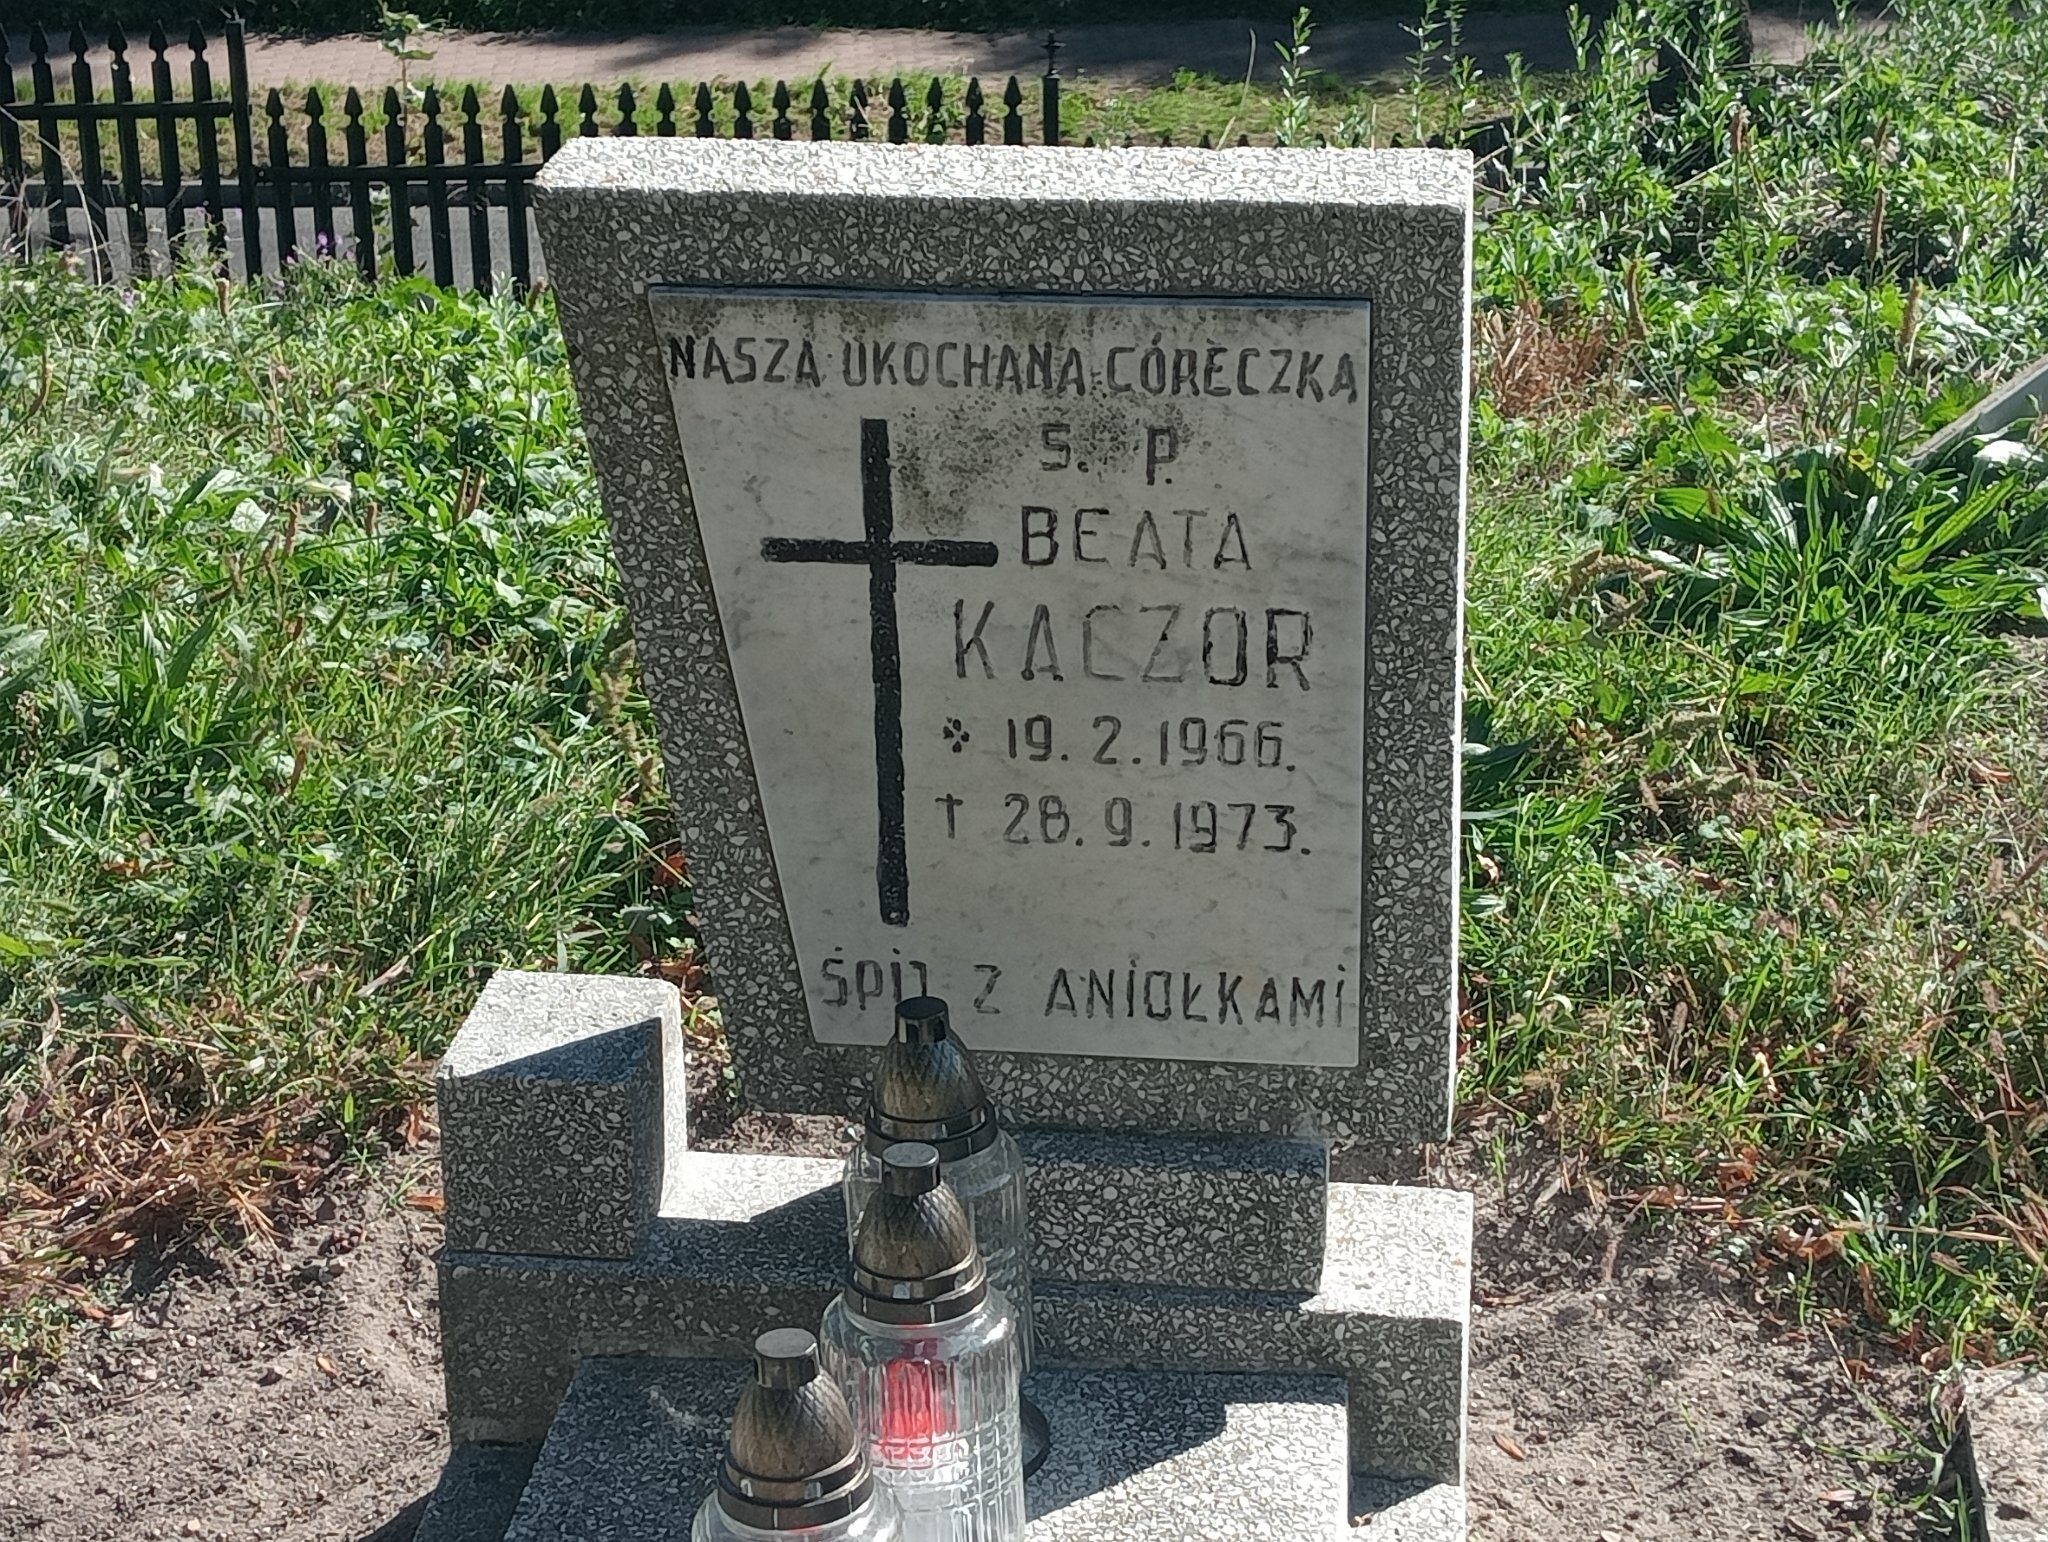 NASZA UKOCHANA CÓRECZKA
S. P.
BEATA
KACZOR
* 19. 2. 1966.
† 28. 9. 1973.
ŚPIJ Z ANIOŁKAMI